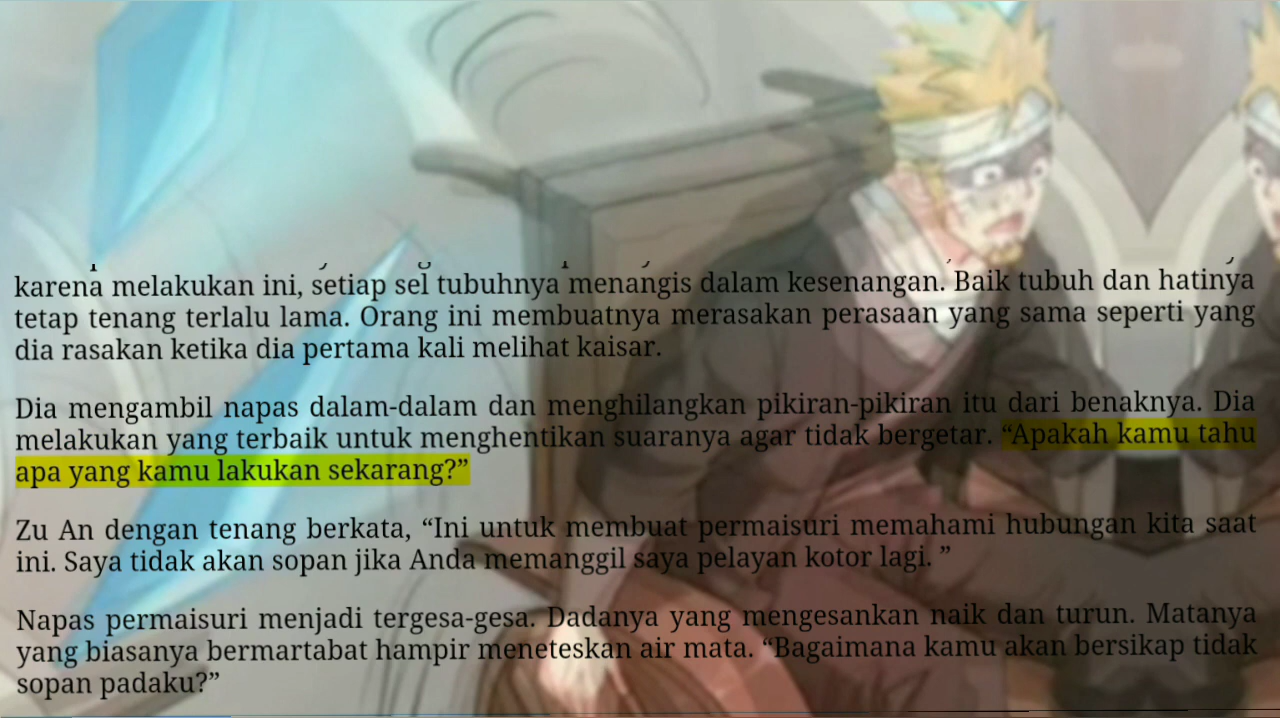 karena melakukan ini, setiap sel tubuhnya menangis dalam kesenangan. Baik tubuh dan hatinya
tetap tenang terlalu lama. Orang ini membuatnya merasakan perasaan yang sama seperti yang
dia rasakan ketika dia pertama kali melihat kaisar.
Dia mengambil napas dalam-dalam dan menghilangkan pikiran-pikiran itu dari benaknya. Dia
melakukan yang terbaik untuk menghentikan suaranya agar tidak bergetar. “Apakah kamu tahu
apa yang kamu lakukan sekarang?”
Zu An dengan tenang berkata, “Ini untuk membuat permaisuri memahami hubungan kita saat
ini. Saya tidak akan sopan jika Anda memanggil saya pelayan kotor lagi. ”
Napas permaisuri menjadi tergesa-gesa. Dadanya yang mengesankan naik dan turun. Matanya
yang biasanya bermartabat hampir meneteskan air mata. “Bagaimana kamu akan bersikap tidak
sopan padaku?”